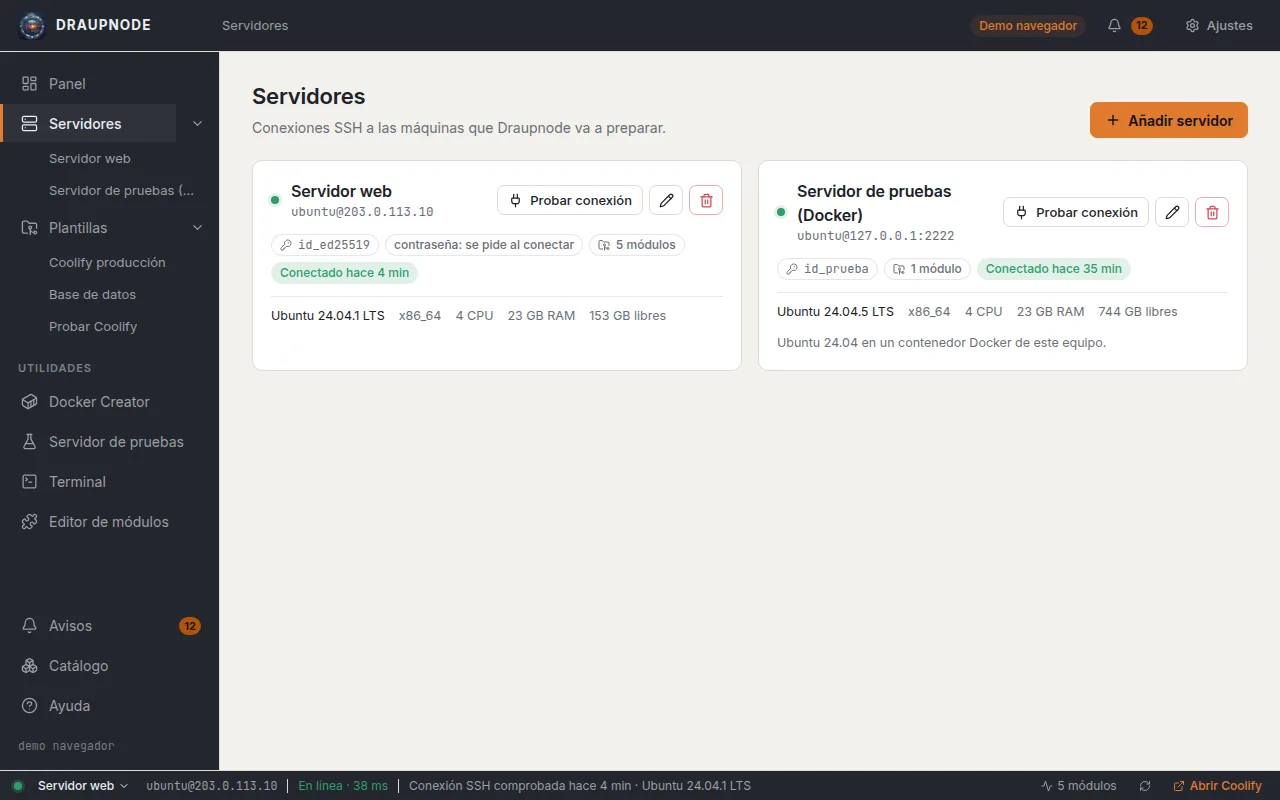 DRAUPNODE
Servidores
Demo navegador
12
Ajustes
Panel
Servidores
Servidor web
Servidor de pruebas (...
Plantillas
Coolify producción
Base de datos
Probar Coolify
UTILIDADES
Docker Creator
Servidor de pruebas
Terminal
Editor de módulos
Avisos
12
Catálogo
Ayuda
demo navegador
Servidores
Conexiones SSH a las máquinas que Draupnode va a preparar.
+ Añadir servidor
Servidor web
ubuntu@203.0.113.10
Probar conexión
id_ed25519
contraseña: se pide al conectar
5 módulos
Conectado hace 4 min
Ubuntu 24.04.1 LTS x86_64 4 CPU 23 GB RAM 153 GB libres
Servidor de pruebas
(Docker)
ubuntu@127.0.0.1:2222
Probar conexión
id_prueba
1 módulo
Conectado hace 35 min
Ubuntu 24.04.5 LTS x86_64 4 CPU 23 GB RAM 744 GB libres
Ubuntu 24.04 en un contenedor Docker de este equipo.
Servidor web
ubuntu@203.0.113.10
En línea · 38 ms
Conexión SSH comprobada hace 4 min · Ubuntu 24.04.1 LTS
5 módulos
Abrir Coolify